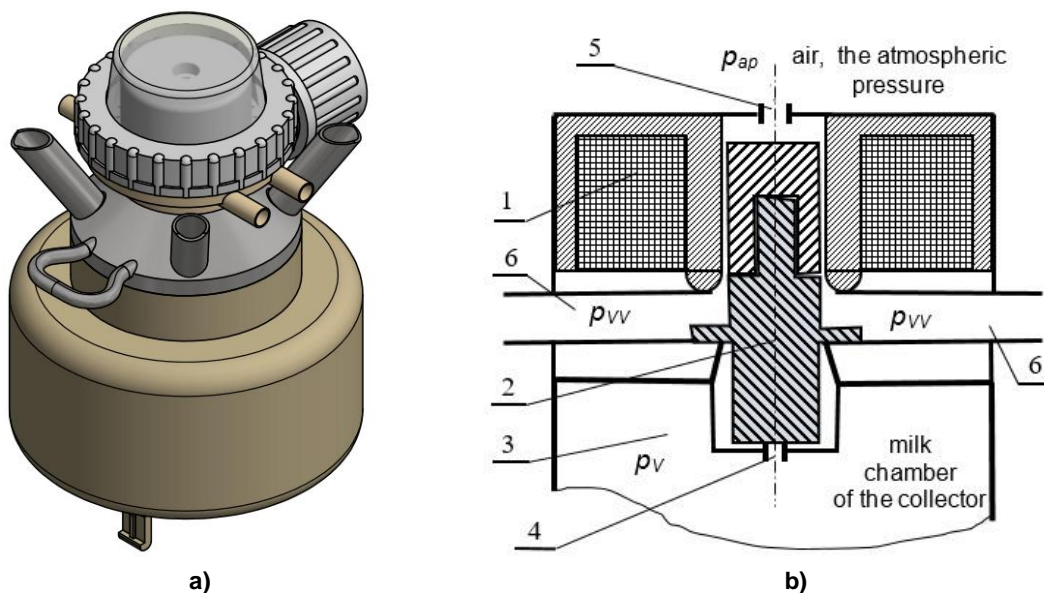 5
p_ap
air, the atmospheric
pressure
1
6
p_VV
p_VV
6
2
3
p_V
milk
chamber
of the collector
4
a)
b)